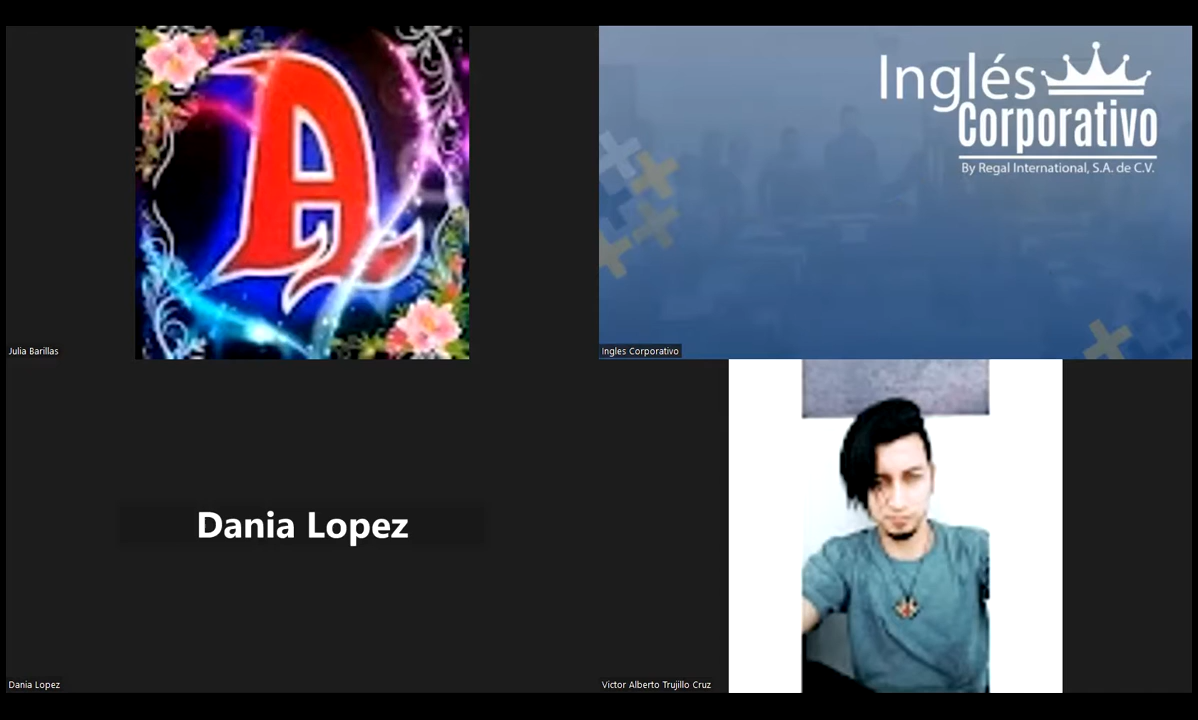 A
Julia Barillas
Inglés
Corporativo
By Regal International, S.A. de C.V.
Ingles Corporativo
Dania Lopez
Dania Lopez
Victor Alberto Trujillo Cruz